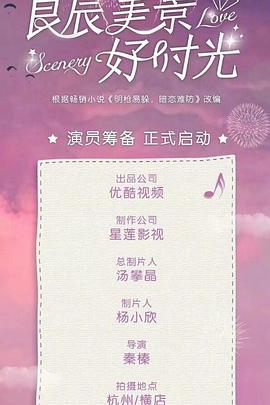 良辰美景 Love
Scenery 好时光
根据畅销小说《明枪易躲，暗恋难防》改编
★ 演员筹备 正式启动 ★
出品公司
优酷视频
制作公司
星莲影视
总制片人
汤攀晶
制片人
杨小欣
导演
秦榛
拍摄地点
杭州/横店